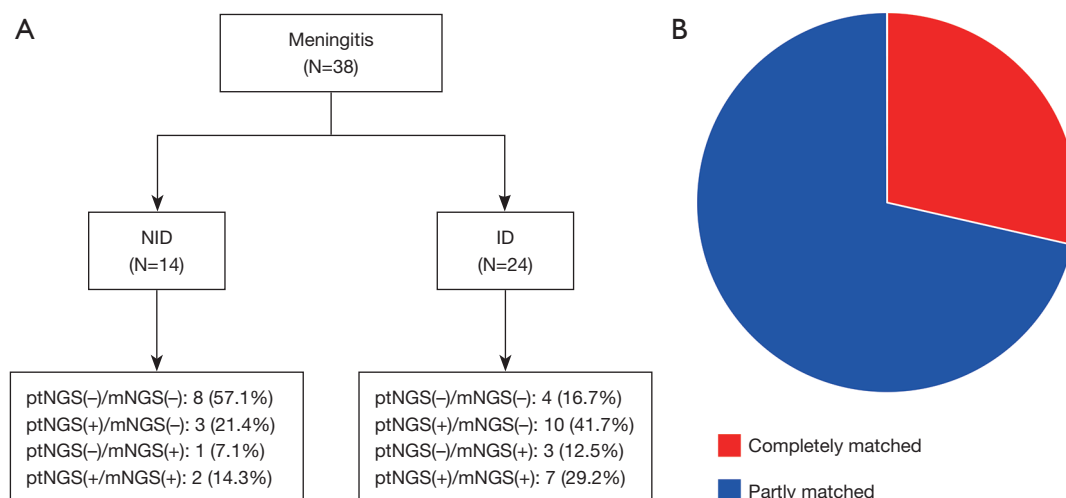 A
Meningitis
(N=38)
NID
(N=14)
ID
(N=24)
ptNGS(–)/mNGS(–): 8 (57.1%)
ptNGS(+)/mNGS(–): 3 (21.4%)
ptNGS(–)/mNGS(+): 1 (7.1%)
ptNGS(+/mNGS(+): 2 (14.3%)
ptNGS(–)/mNGS(–): 4 (16.7%)
ptNGS(+)/mNGS(–): 10 (41.7%)
ptNGS(–)/mNGS(+): 3 (12.5%)
ptNGS(+)/mNGS(+): 7 (29.2%)
B
Completely matched
Partly matched